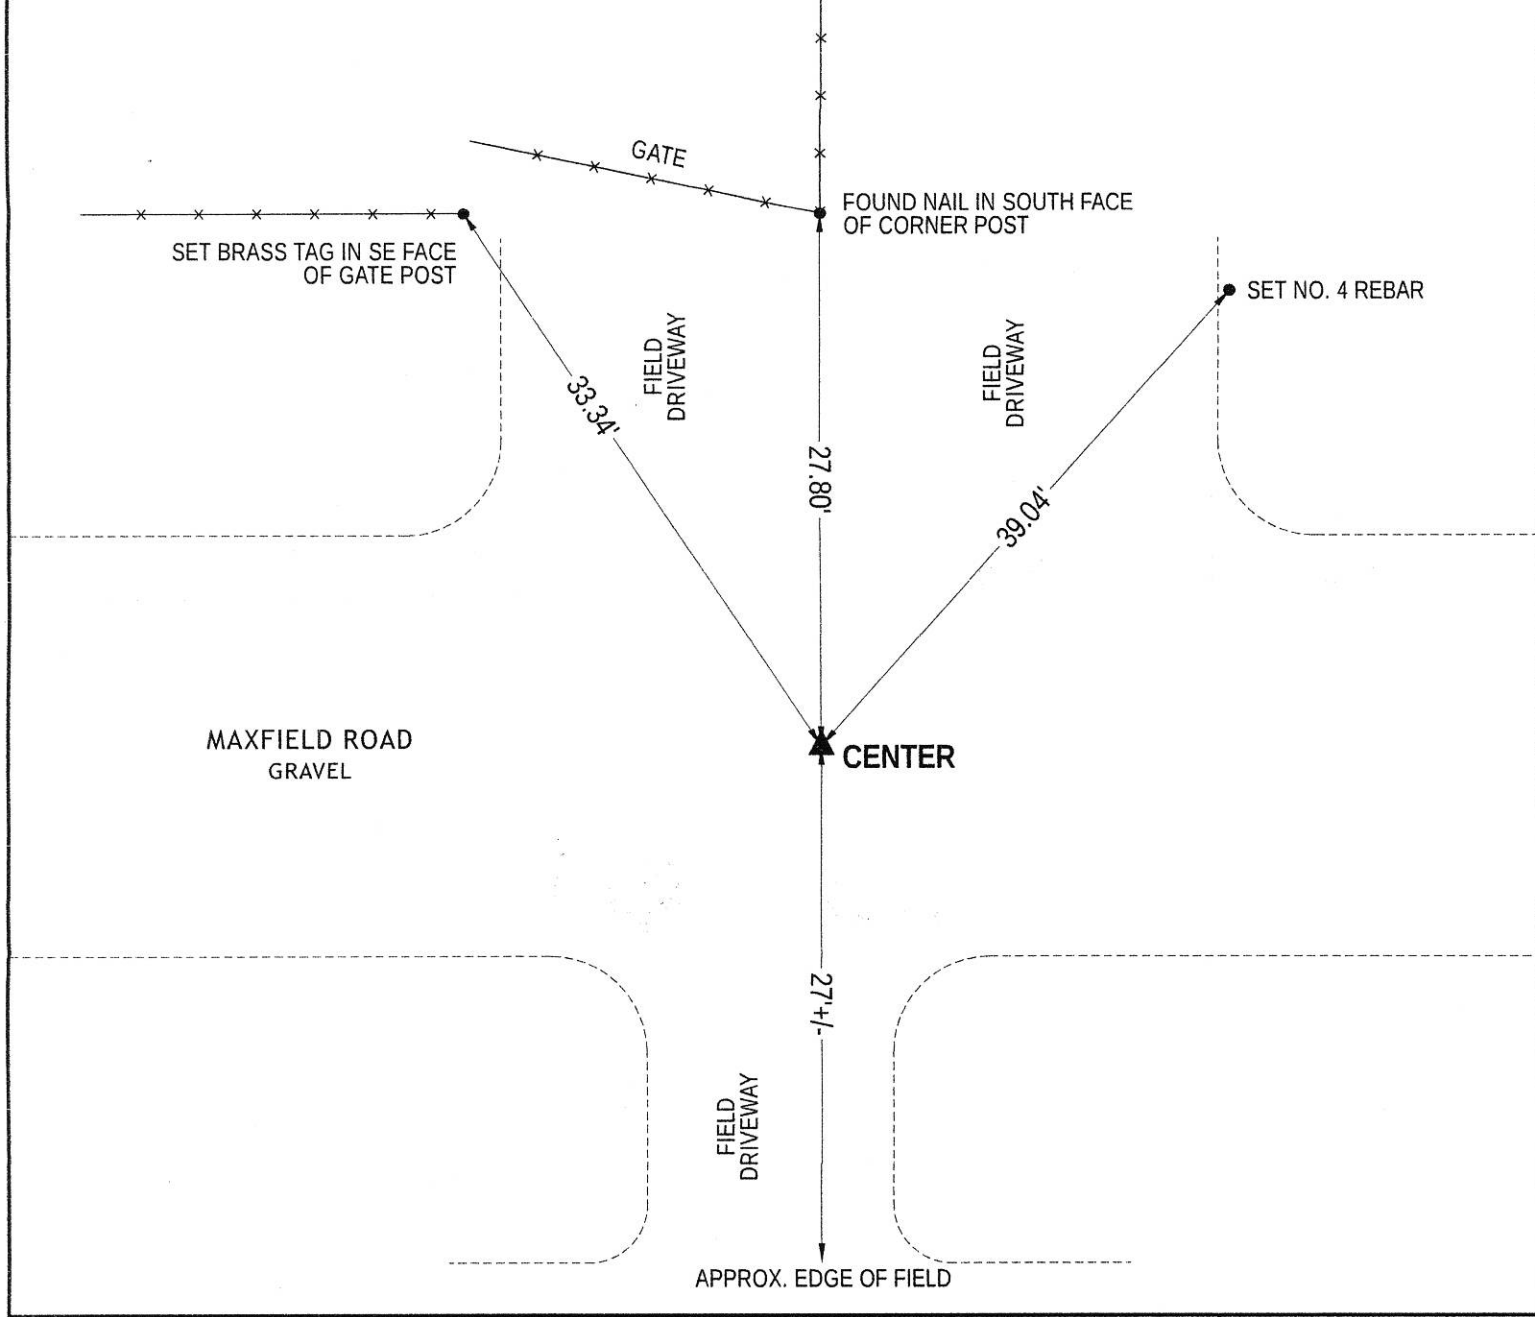 GATE
FOUND NAIL IN SOUTH FACE
OF CORNER POST
SET BRASS TAG IN SE FACE
OF GATE POST
SET NO. 4 REBAR
FIELD
DRIVEWAY
FIELD
DRIVEWAY
33.34'
27.80'
39.04'
MAXFIELD ROAD
GRAVEL
CENTER
27'+/-
FIELD
DRIVEWAY
APPROX. EDGE OF FIELD